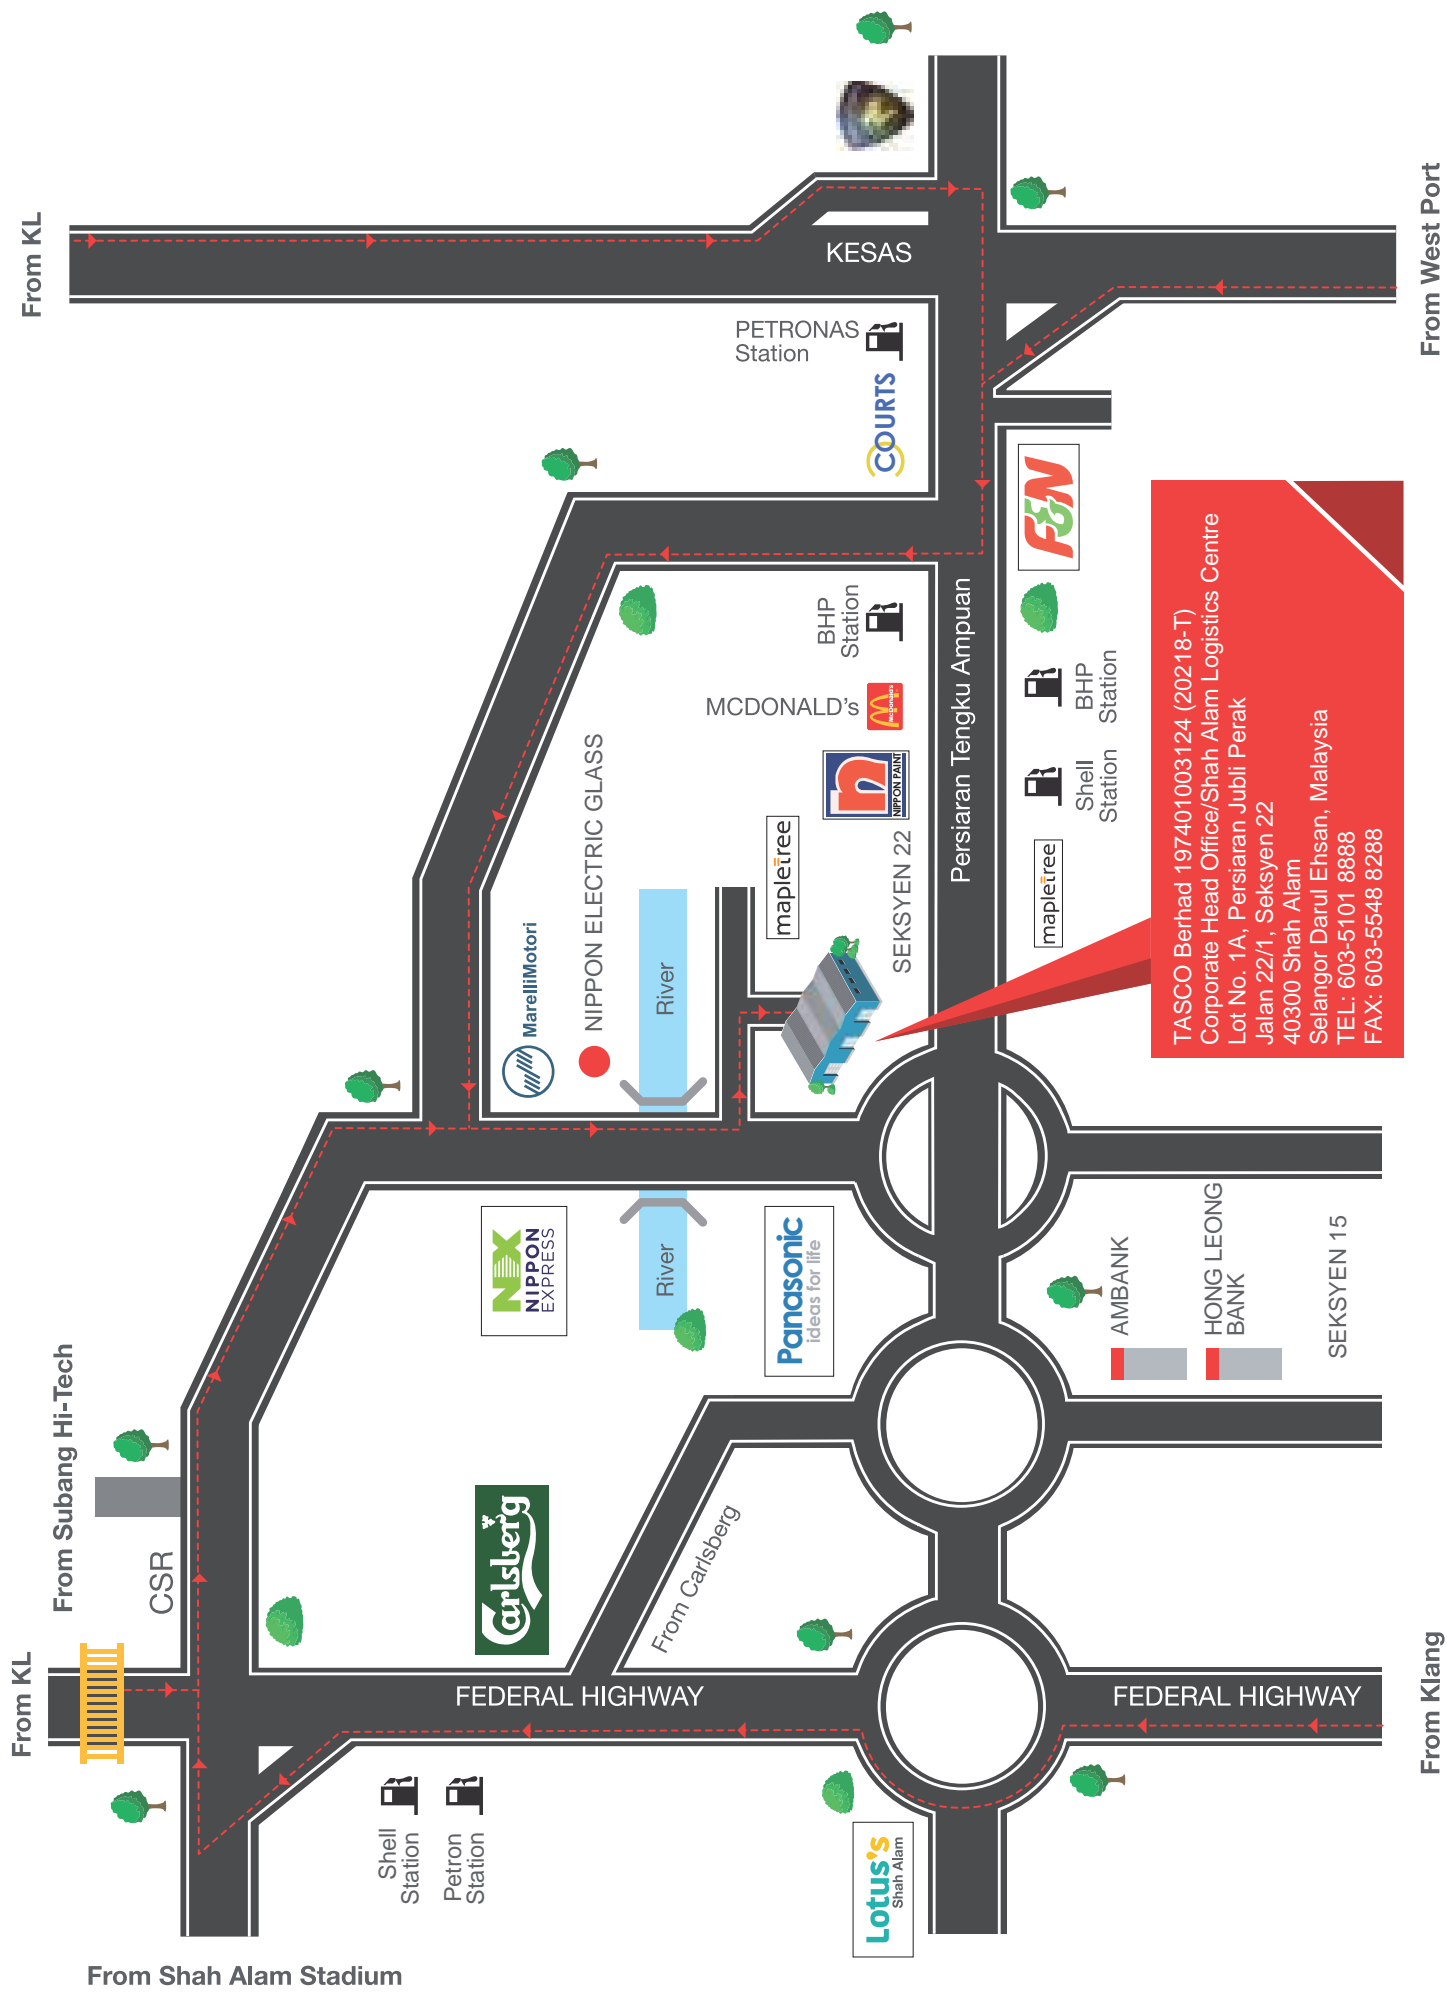 From Shah Alam Stadium
From KL
From Subang Hi-Tech
From KL
CSR
Shell
Station
Petron
Station
FEDERAL HIGHWAY
Carlsberg
From Carlsberg
NX
NIPPON
EXPRESS
River
Panasonic
ideas for life
MarelliMotori
NIPPON ELECTRIC GLASS
River
mapletree
SEKSYEN 22
n
NIPPON PAINT
MCDONALD's
McDonald's
BHP
Station
PETRONAS
Station
COURTS
KESAS
Lotus's
Shah Alam
Persiaran Tengku Ampuan
mapletree
Shell
Station
BHP
Station
F&N
AMBANK
HONG LEONG
BANK
SEKSYEN 15
FEDERAL HIGHWAY
From Klang
From West Port
TASCO Berhad 197401003124 (20218-T)
Corporate Head Office/Shah Alam Logistics Centre
Lot No. 1A, Persiaran Jubli Perak
Jalan 22/1, Seksyen 22
40300 Shah Alam
Selangor Darul Ehsan, Malaysia
TEL: 603-5101 8888
FAX: 603-5548 8288